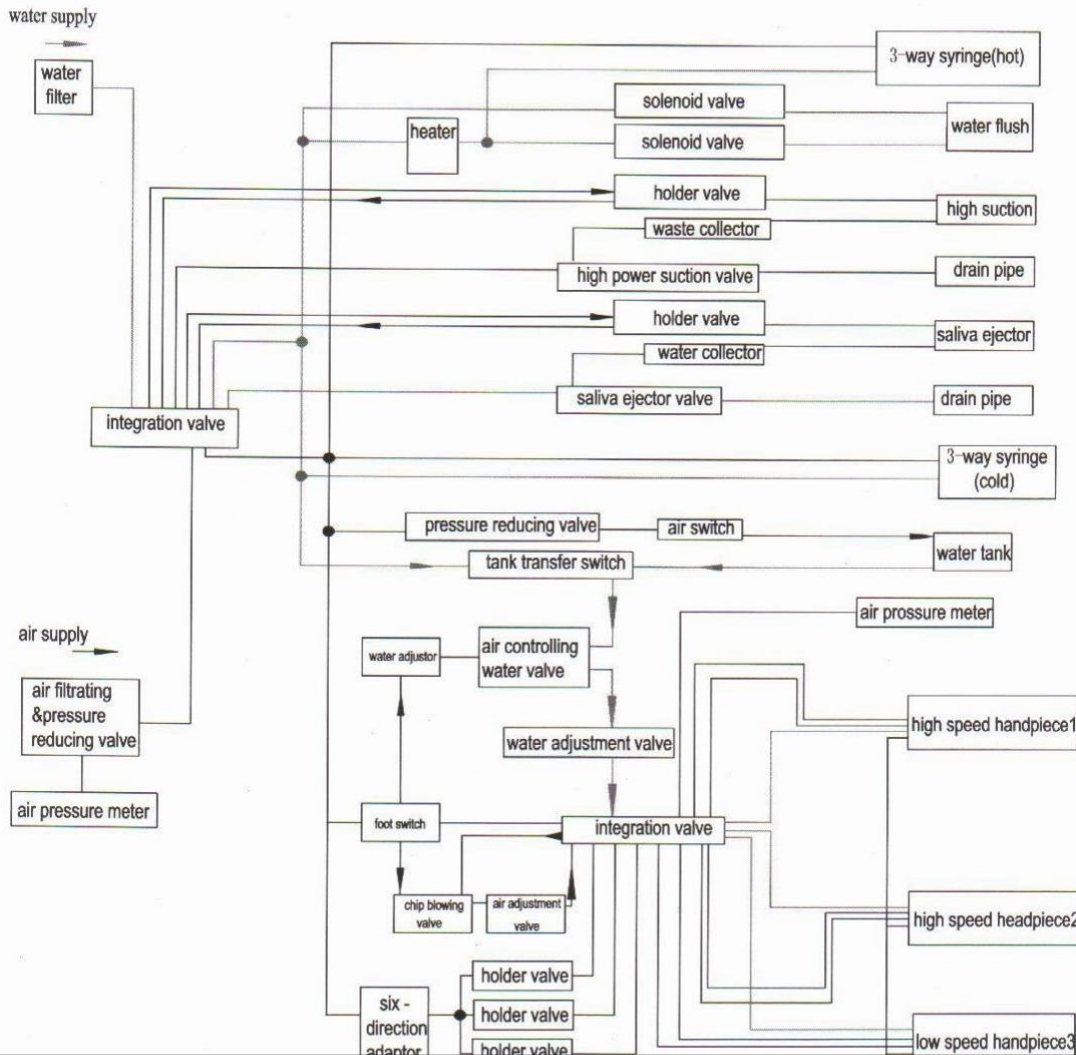 water supply
water
filter
3-way syringe(hot)
solenoid valve
water flush
heater
solenoid valve
holder valve
high suction
waste collector
high power suction valve
drain pipe
holder valve
saliva ejector
water collector
saliva ejector valve
drain pipe
integration valve
3-way syringe
(cold)
pressure reducing valve
air switch
water tank
tank transfer switch
air prossure meter
air supply
water adjustor
air controlling
water valve
air filtrating
&pressure
reducing valve
high speed handpiece1
water adjustment valve
air pressure meter
foot switch
integration valve
chip blowing
valve
air adjustment
valve
high speed headpiece2
holder valve
six -
direction
adaptor
holder valve
holder valve
low speed handpiece3